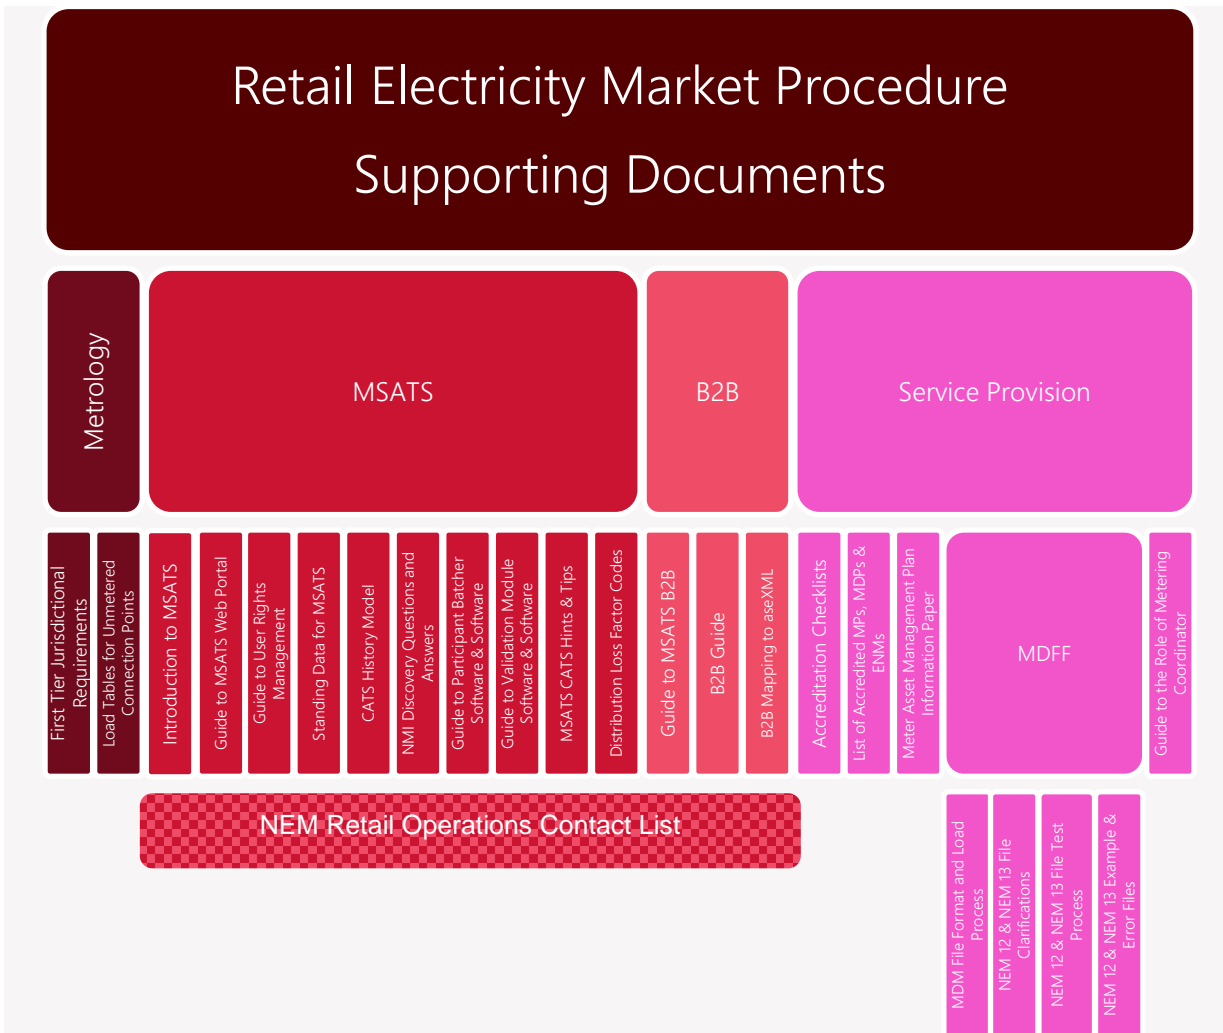 Retail Electricity Market Procedure
Supporting Documents
Metrology
MSATS
B2B
Service Provision
First Tier Jurisdictional
Requirements
Load Tables for Unmetered
Connection Points
Introduction to MSATS
Guide to MSATS Web Portal
Guide to User Rights
Management
Standing Data for MSATS
CATS History Model
NMI Discovery Questions and
Answers
Guide to Participant Batcher
Software & Software
Guide to Validation Module
Software & Software
MSATS CATS Hints & Tips
Distribution Loss Factor Codes
Guide to MSATS B2B
B2B Guide
B2B Mapping to aseXML
Accreditation Checklists
List of Accredited MPs, MDPs &
ENMs
Meter Asset Management Plan
Information Paper
MDFF
Guide to the Role of Metering
Coordinator
NEM Retail Operations Contact List
MDM File Format and Load
Process
NEM 12 & NEM 13 File
Clarifications
NEM 12 & NEM 13 File Test
Process
NEM 12 & NEM 13 Example &
Error Files